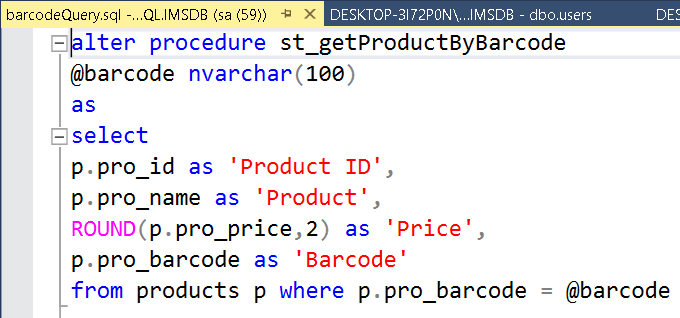 barcodeQuery.sql -...QL.IMSDB (sa (59)) DESKTOP-3I72P0N\...IMSDB - dbo.users DES
alter procedure st_getProductByBarcode
@barcode nvarchar(100)
as
select
p.pro_id as 'Product ID',
p.pro_name as 'Product',
ROUND(p.pro_price,2) as 'Price',
p.pro_barcode as 'Barcode'
from products p where p.pro_barcode = @barcode